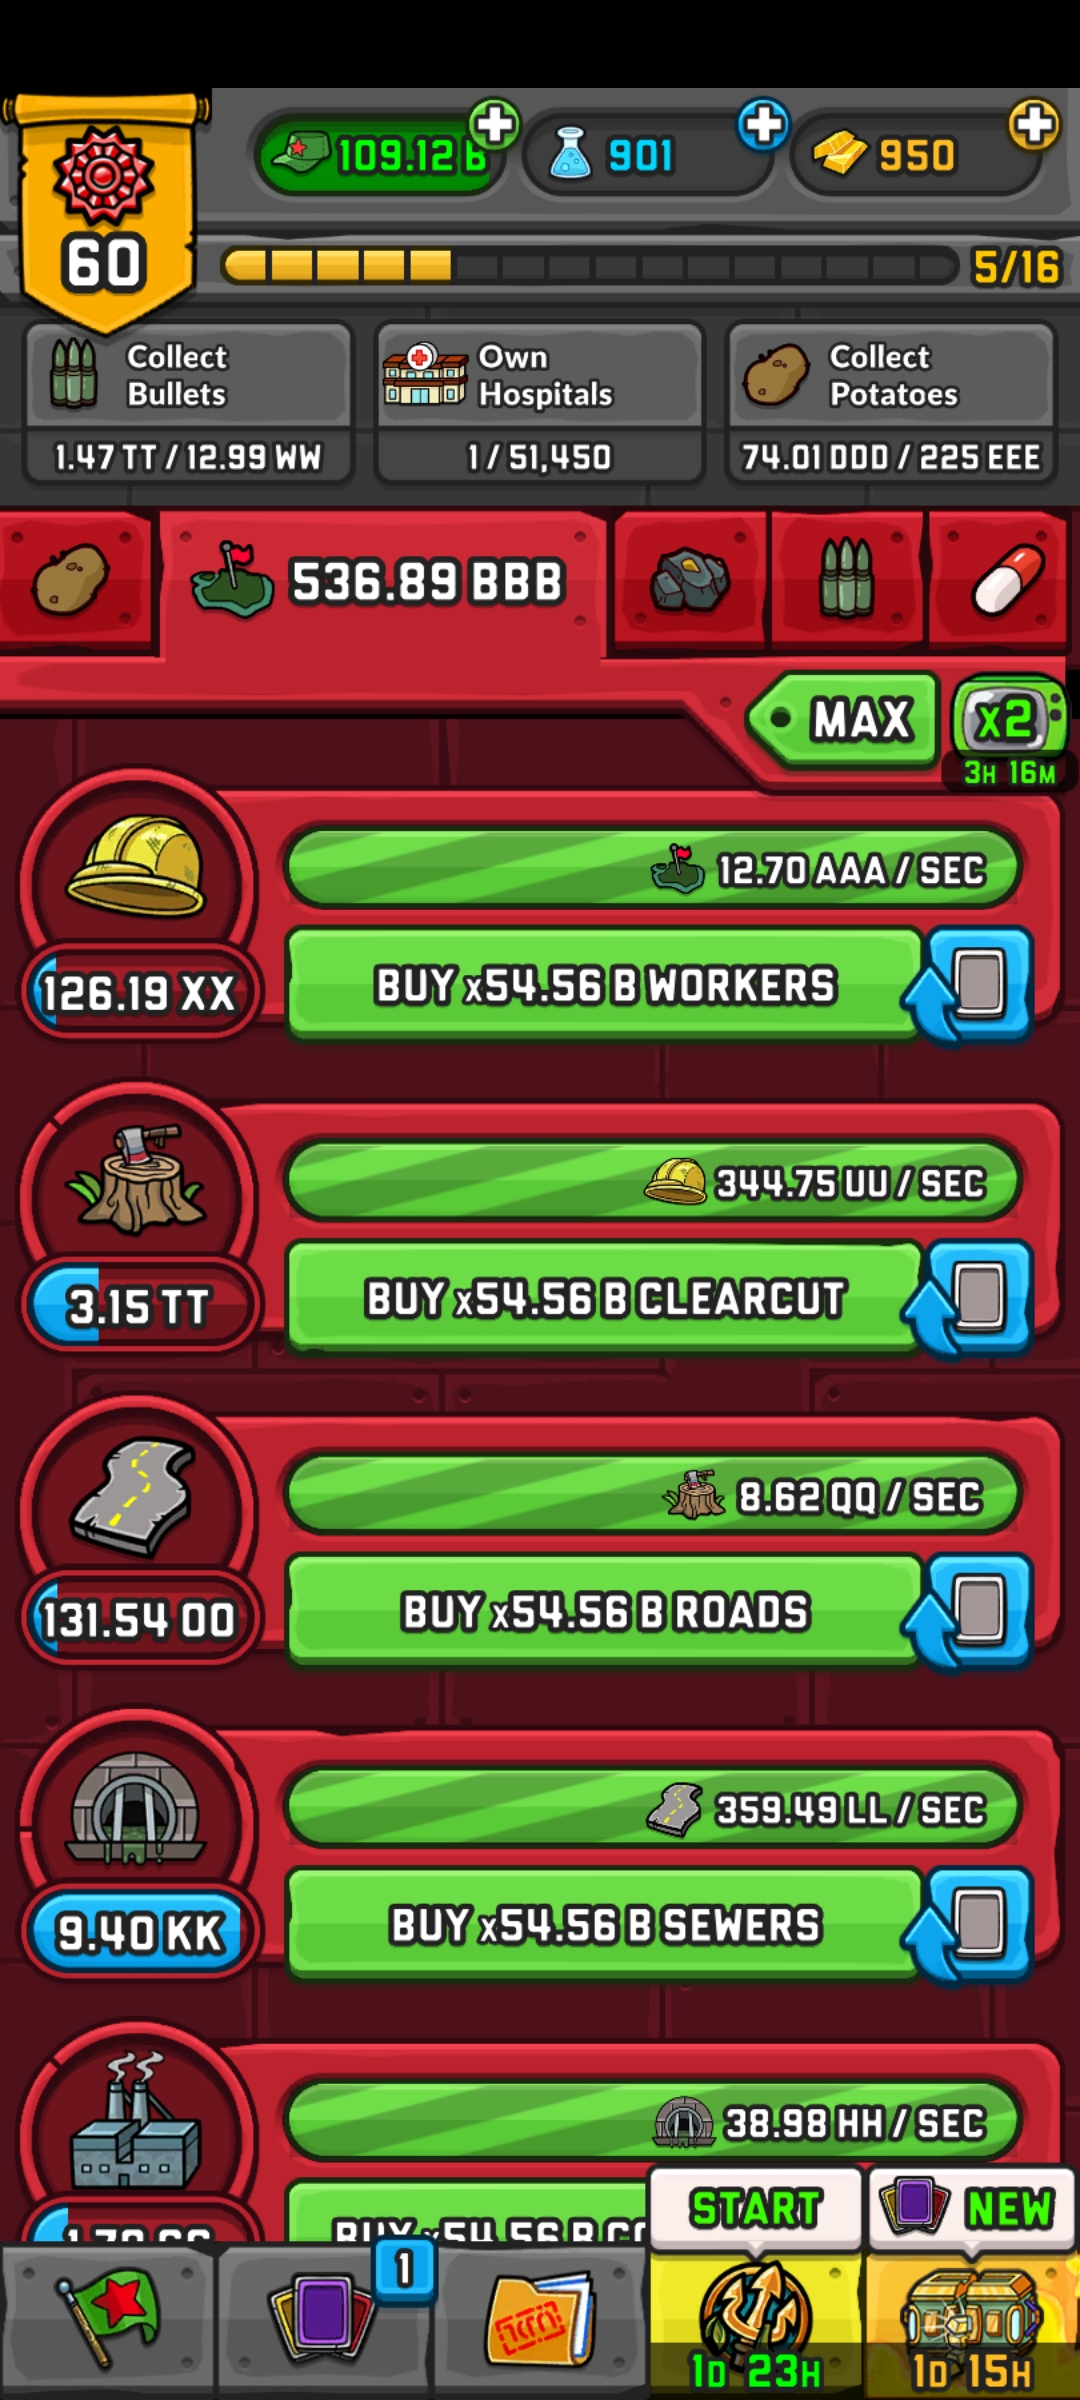 109.12 B
901
950
60
5/16
Collect
Bullets
Own
Hospitals
Collect
Potatoes
1.47 TT / 12.99 WW
1 / 51,450
74.01 DDD / 225 EEE
536.89 BBB
MAX
x2
3H 16M
12.70 AAA / SEC
126.19 XX
BUY x54.56 B WORKERS
344.75 UU / SEC
3.15 TT
BUY x54.56 B CLEARCUT
8.62 QQ / SEC
131.54 OO
BUY x54.56 B ROADS
359.49 LL / SEC
9.40 KK
BUY x54.56 B SEWERS
38.98 HH / SEC
BUY x54.56 B
START
NEW
1
1D 23H
1D 15H